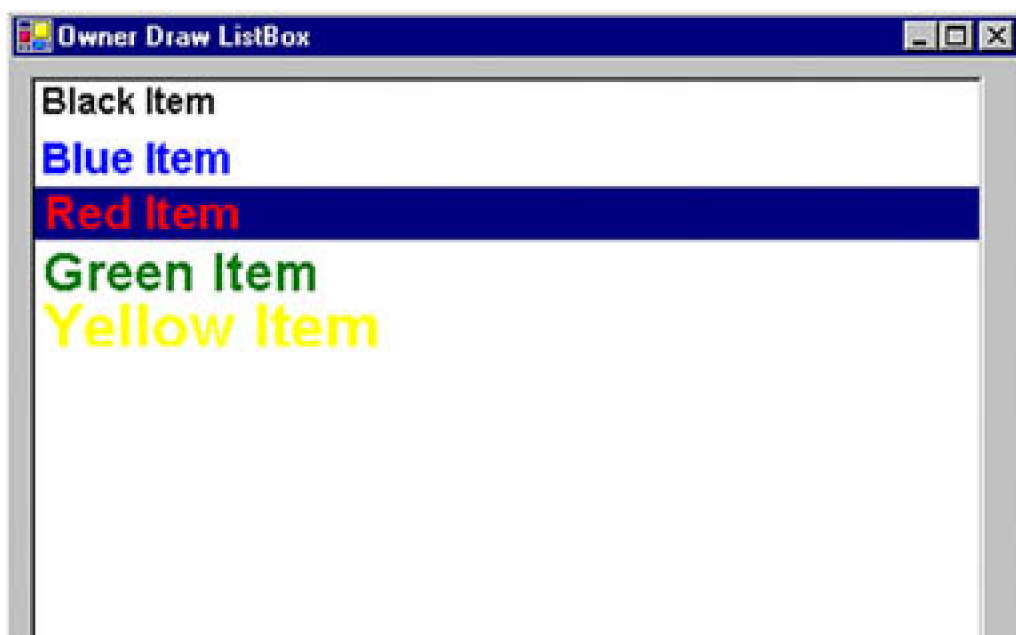 Owner Draw ListBox
Black Item
Blue Item
Red Item
Green Item
Yellow Item